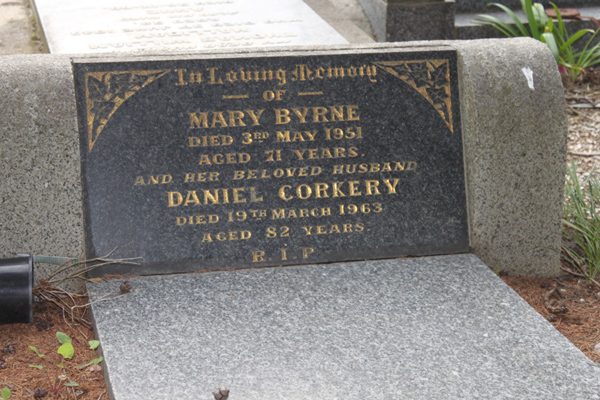 In Loving Memory
OF
MARY BYRNE
DIED 3RD MAY 1951
AGED 71 YEARS.
AND HER BELOVED HUSBAND
DANIEL CORKERY
DIED 19TH MARCH 1963
AGED 82 YEARS.
R.I.P